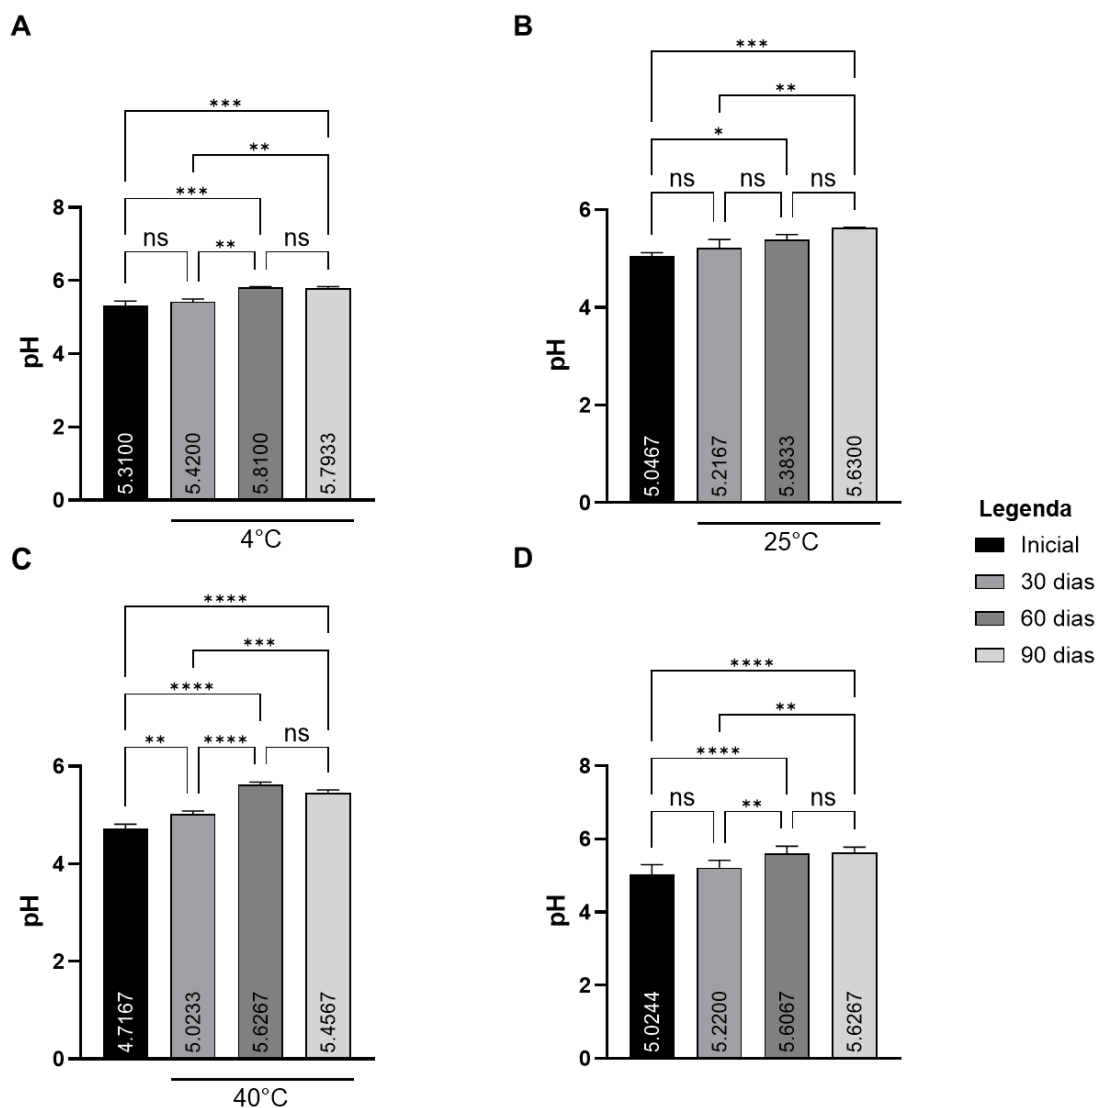 A
***
**
***
ns
**
ns
8
6
4
2
0
pH
5.3100
5.4200
5.8100
5.7933
4°C
B
***
**
*
ns
ns
ns
6
4
2
0
pH
5.0467
5.2167
5.3833
5.6300
25°C
C
****
***
****
**
****
ns
6
4
2
0
pH
4.7167
5.0233
5.6267
5.4567
40°C
D
****
**
****
ns
**
ns
8
6
4
2
0
pH
5.0244
5.2200
5.6067
5.6267
Legenda
Inicial
30 dias
60 dias
90 dias